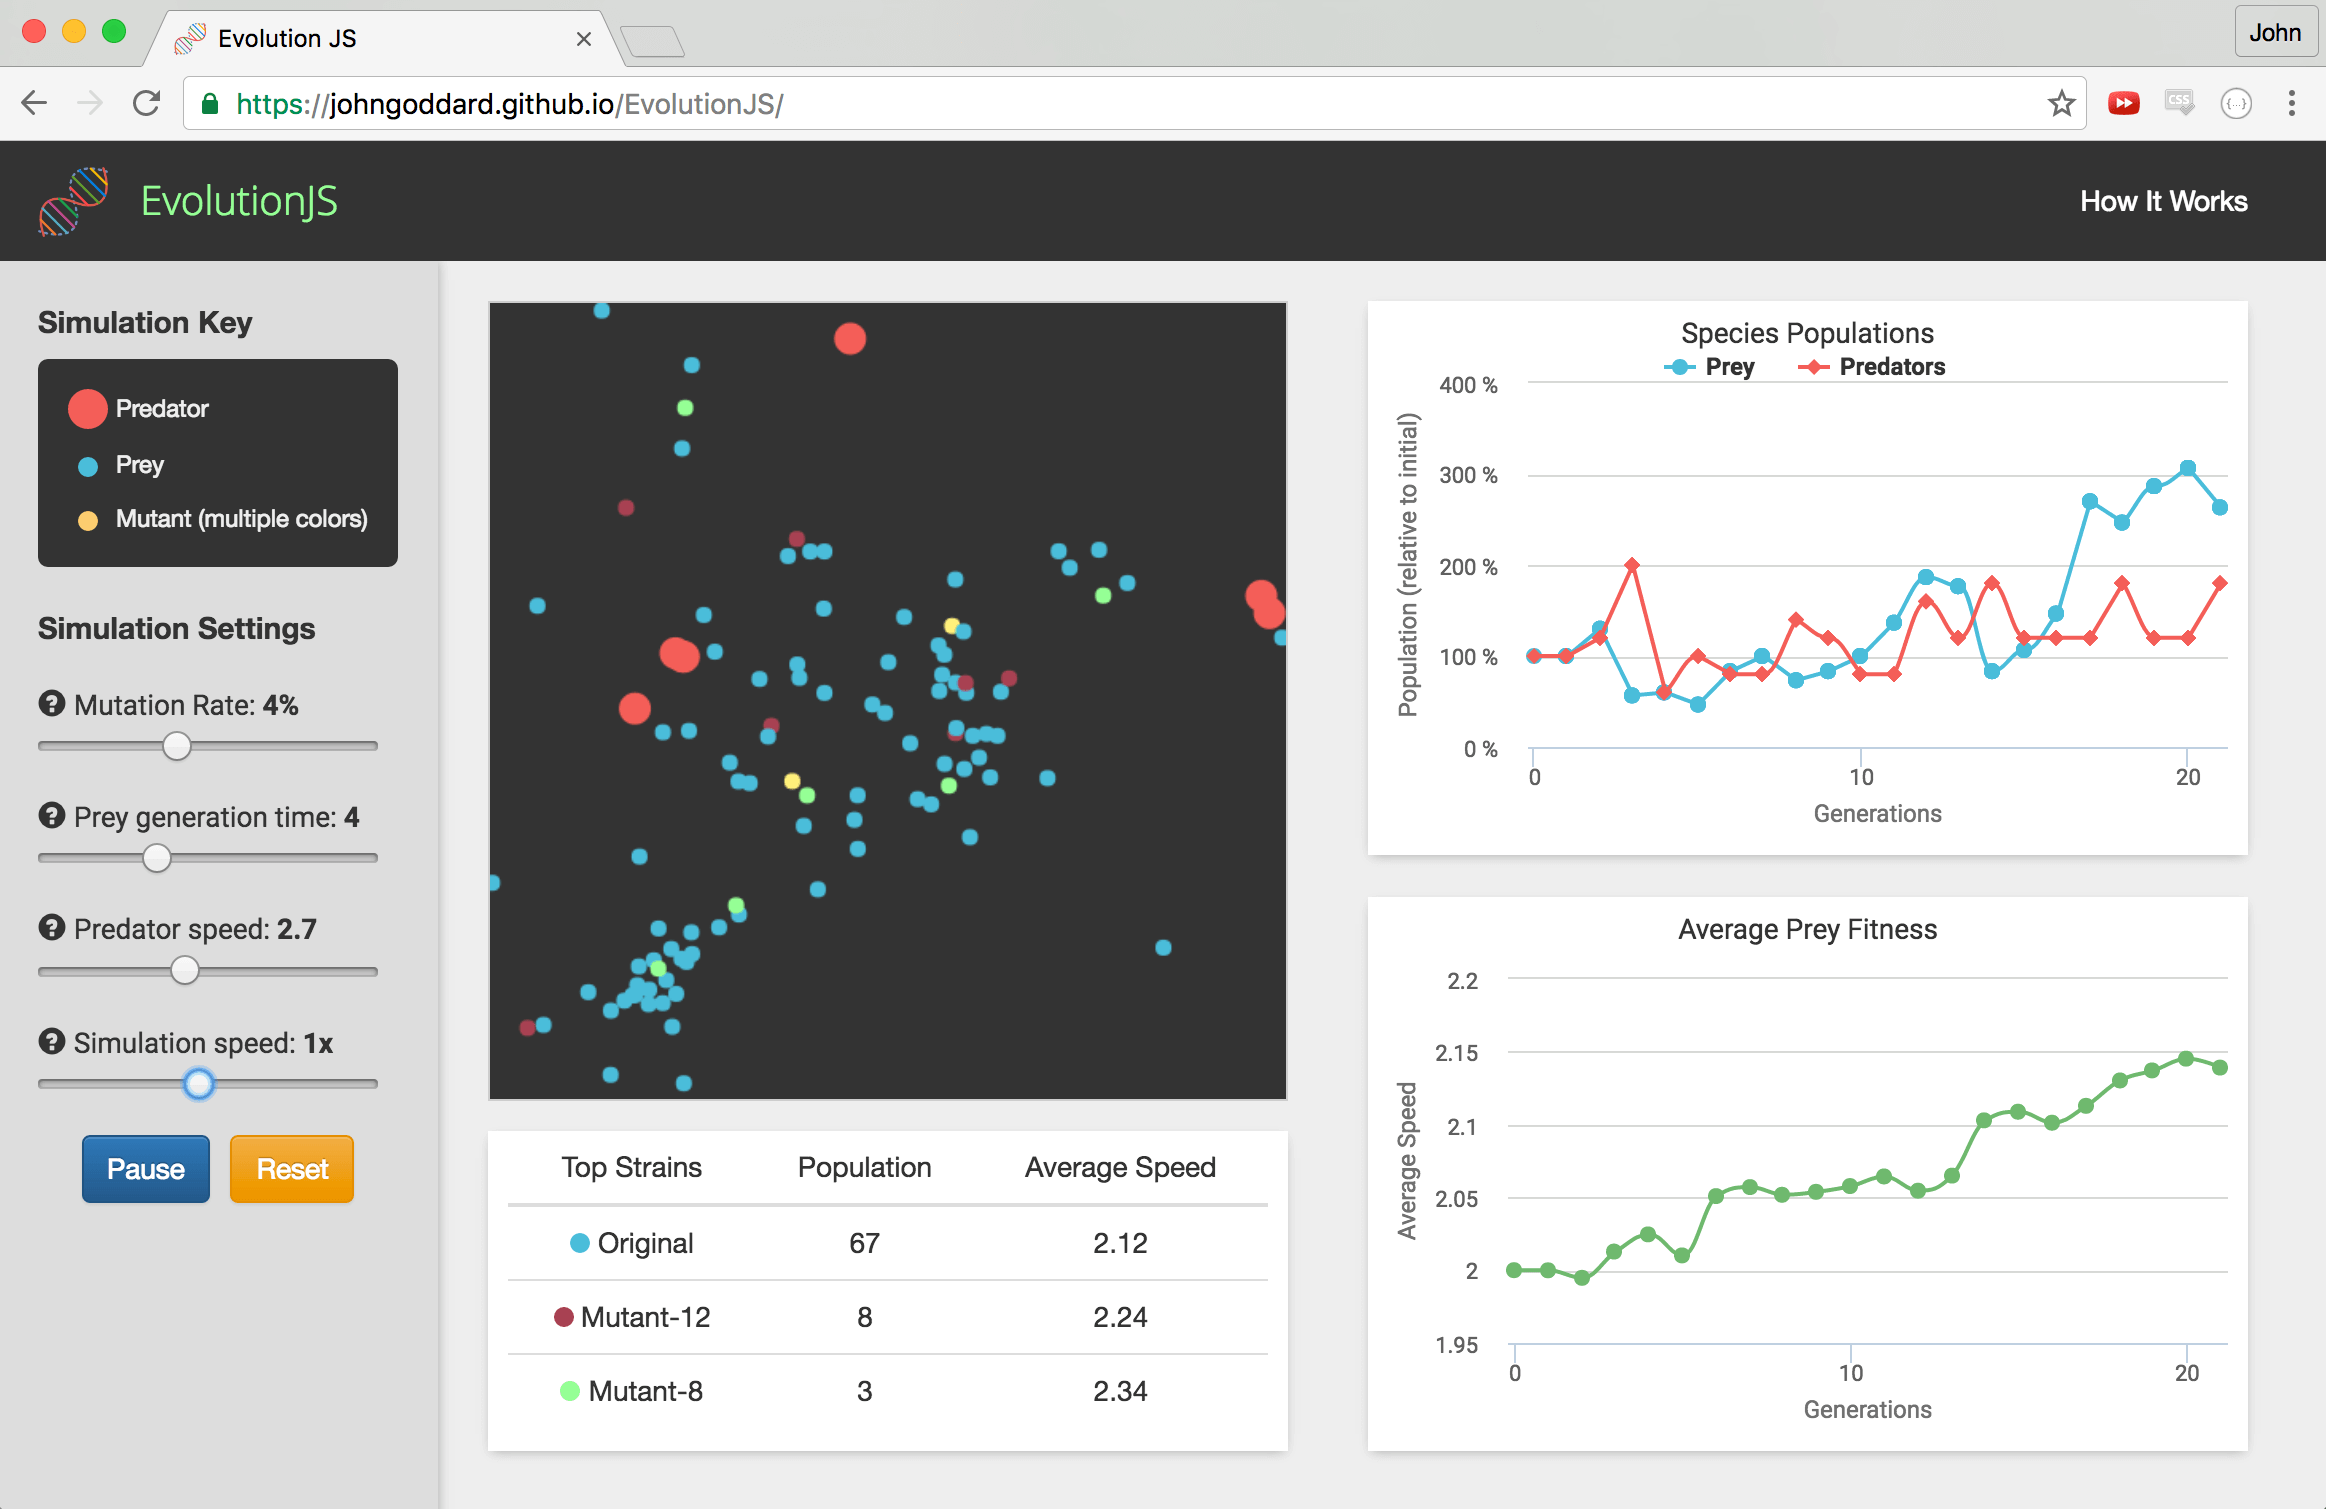 Evolution JS
John
https://johngoddard.github.io/EvolutionJS/
CSS
{...}
EvolutionJS
How It Works
Simulation Key
Predator
Prey
Mutant (multiple colors)
Simulation Settings
? Mutation Rate: 4%
? Prey generation time: 4
? Predator speed: 2.7
? Simulation speed: 1x
Pause
Reset
Top Strains Population Average Speed
Original 67 2.12
Mutant-12 8 2.24
Mutant-8 3 2.34
Species Populations
Prey Predators
Population (relative to initial)
400 %
300 %
200 %
100 %
0 %
0 10 20
Generations
Average Prey Fitness
Average Speed
2.2
2.15
2.1
2.05
2
1.95
0 10 20
Generations